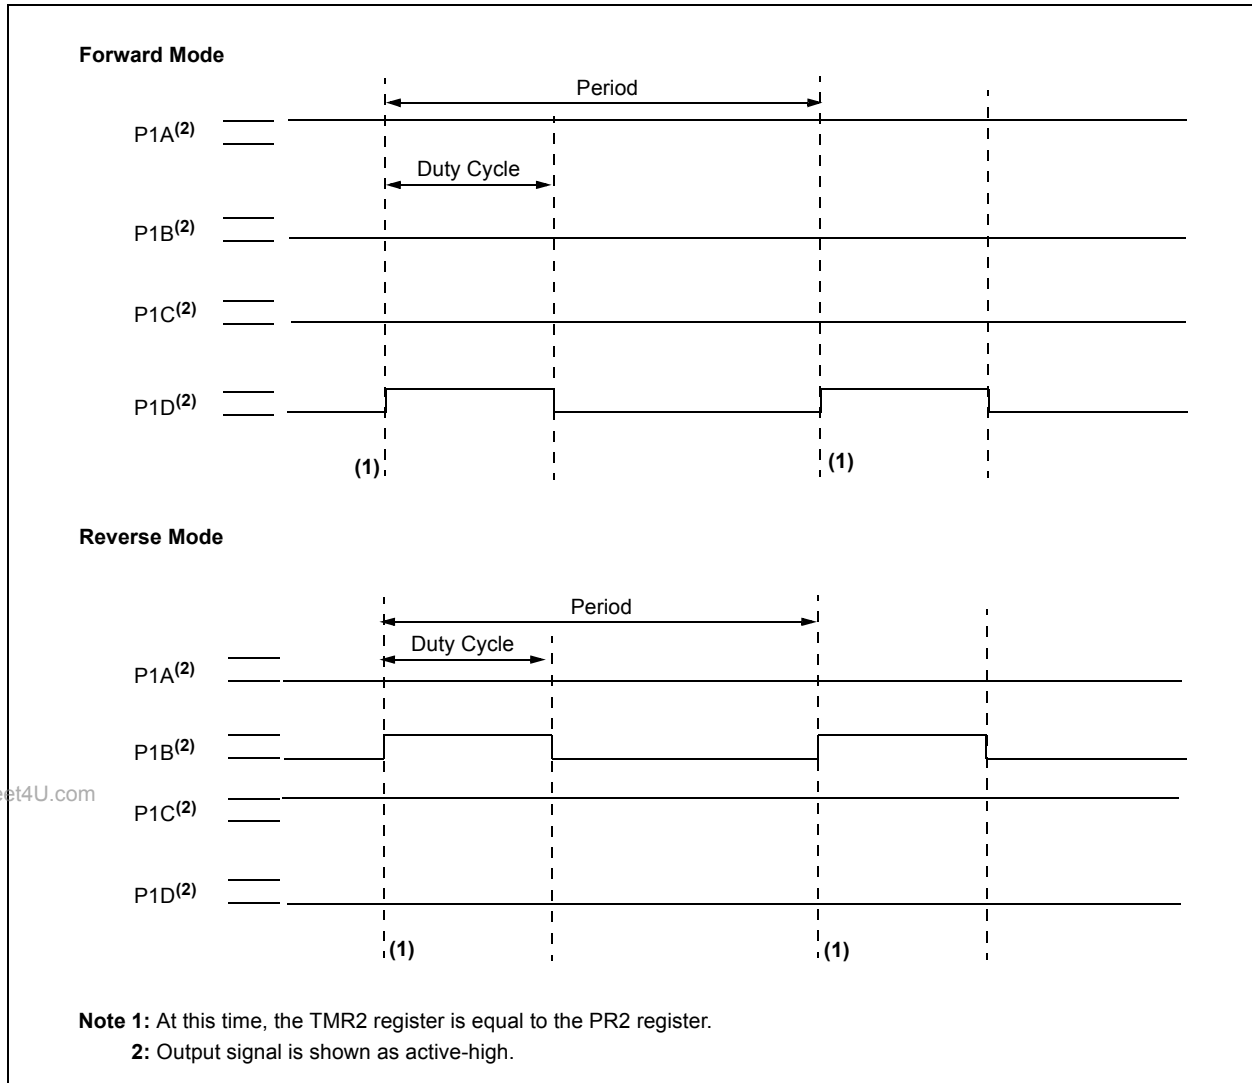 Forward Mode
Period
P1A(2)
Duty Cycle
P1B(2)
P1C(2)
P1D(2)
(1)
(1)
Reverse Mode
Period
Duty Cycle
P1A(2)
P1B(2)
eet4U.com
P1C(2)
P1D(2)
(1)
(1)
Note 1: At this time, the TMR2 register is equal to the PR2 register.
2: Output signal is shown as active-high.